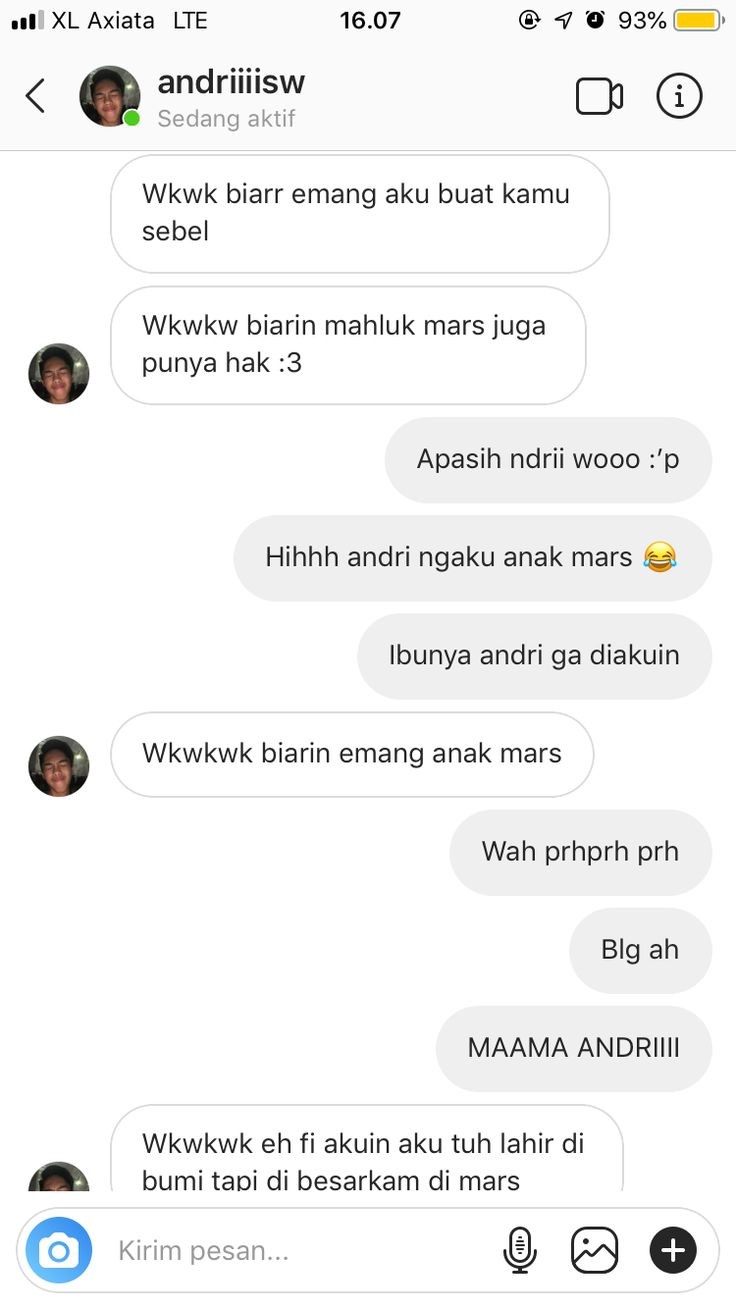 XL Axiata LTE 16.07 93%
andriiiisw
Sedang aktif
Wkwk biarr emang aku buat kamu
sebel
Wkwkw biarin mahluk mars juga
punya hak :3
Apasih ndrii wooo :’p
Hihhh andri ngaku anak mars 😂
Ibunya andri ga diakuin
Wkwkwk biarin emang anak mars
Wah prhprh prh
Blg ah
MAAMA ANDRIIII
Wkwkwk eh fi akuin aku tuh lahir di
bumi tapi di besarkam di mars
Kirim pesan...